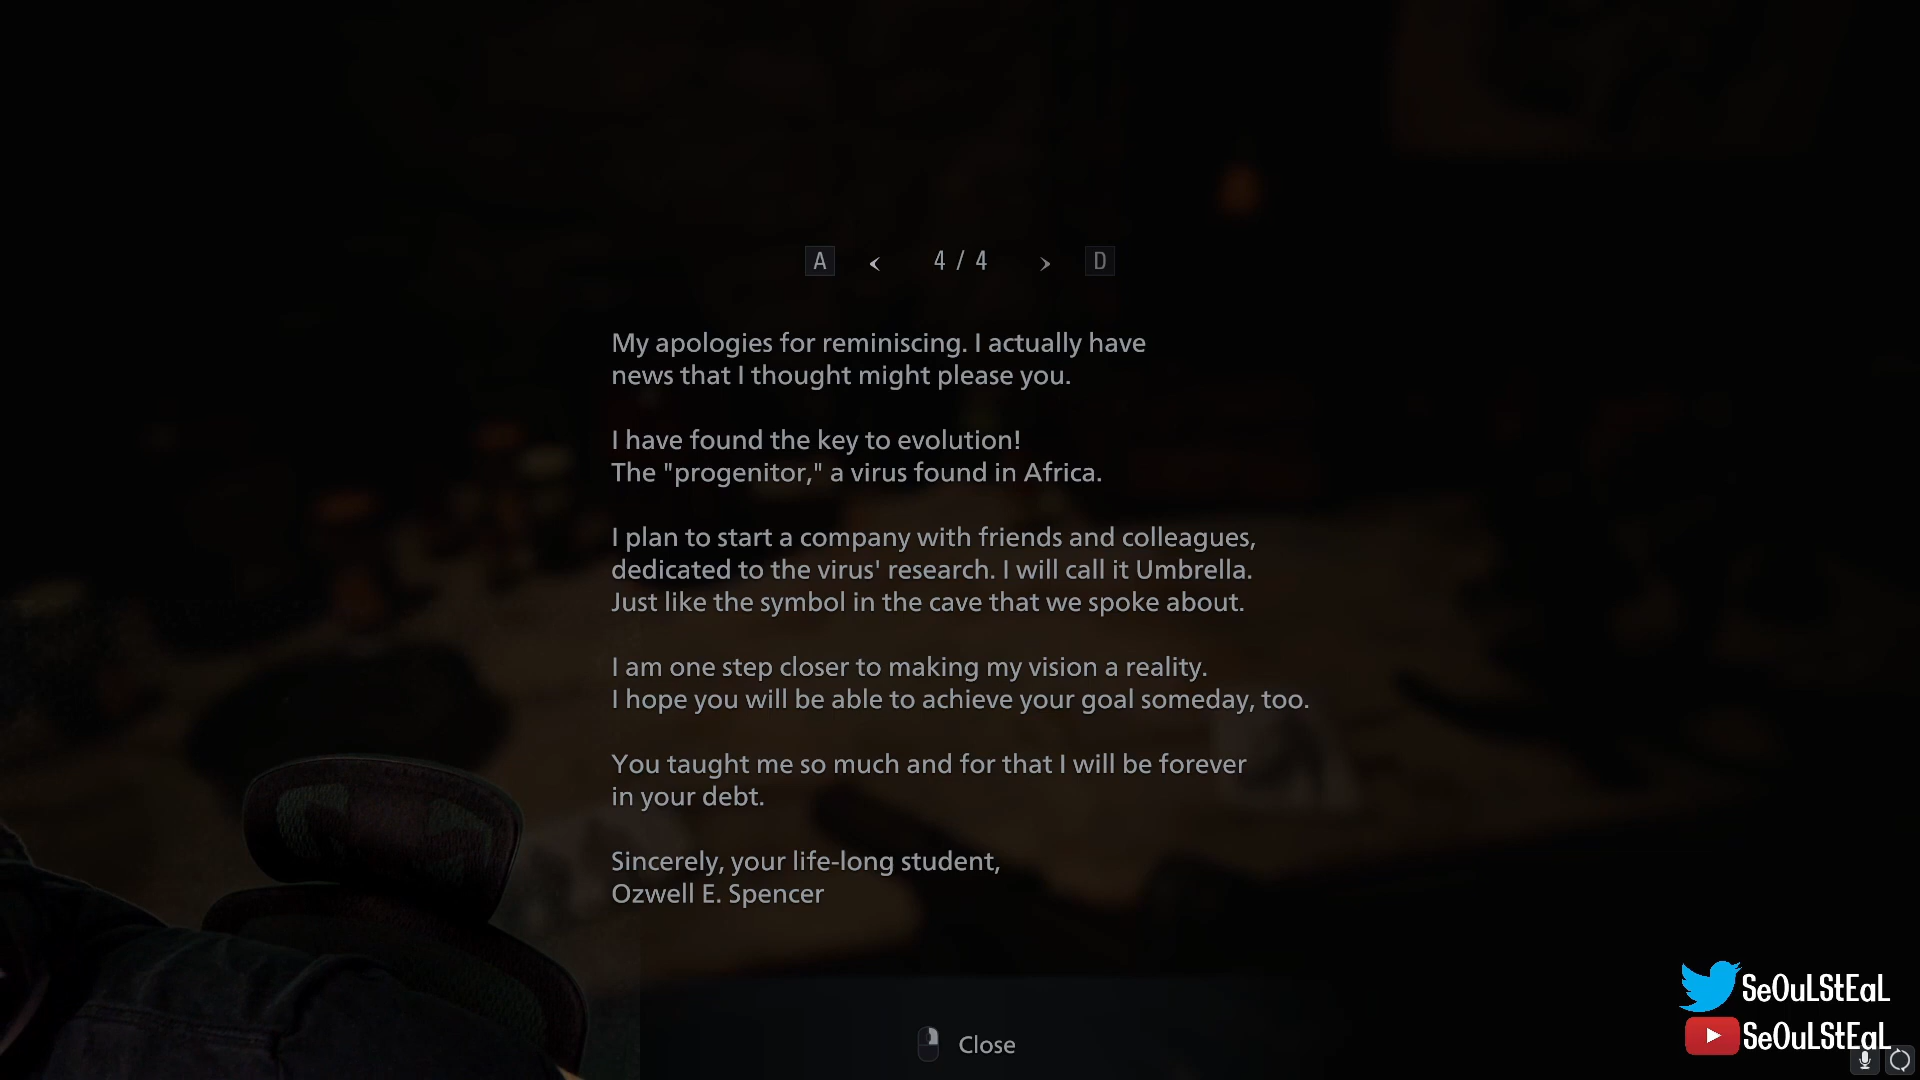 A < 4 / 4 > D
My apologies for reminiscing. I actually have
news that I thought might please you.
I have found the key to evolution!
The "progenitor," a virus found in Africa.
I plan to start a company with friends and colleagues,
dedicated to the virus' research. I will call it Umbrella.
Just like the symbol in the cave that we spoke about.
I am one step closer to making my vision a reality.
I hope you will be able to achieve your goal someday, too.
You taught me so much and for that I will be forever
in your debt.
Sincerely, your life-long student,
Ozwell E. Spencer
Close
SeOuLStEaL
SeOuLStEaL